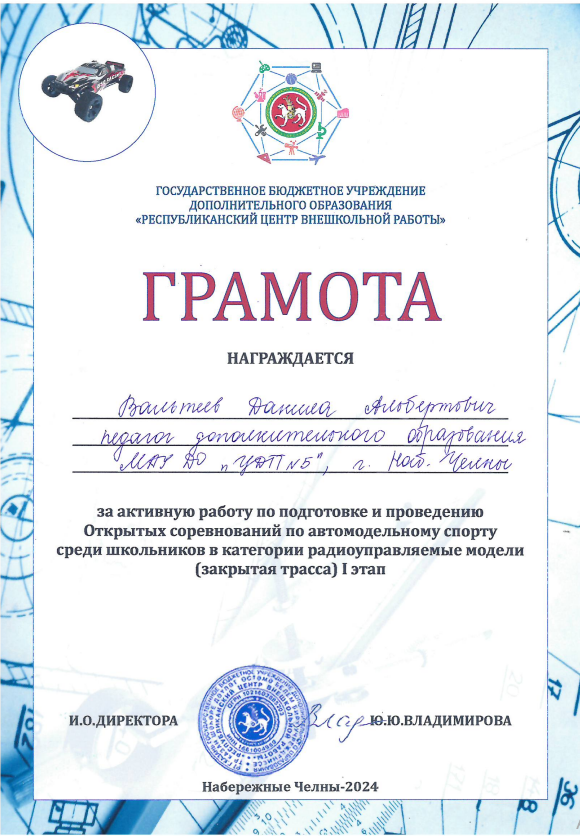 ГОСУДАРСТВЕННОЕ БЮДЖЕТНОЕ УЧРЕЖДЕНИЕ
ДОПОЛНИТЕЛЬНОГО ОБРАЗОВАНИЯ
«РЕСПУБЛИКАНСКИЙ ЦЕНТР ВНЕШКОЛЬНОЙ РАБОТЫ»
ГРАМОТА
НАГРАЖДАЕТСЯ
Вальтеев Данила Альбертович
педагог дополнительного образования
МАУ ДО „ЦДТ №5", г. Наб. Челны
за активную работу по подготовке и проведению
Открытых соревнований по автомодельному спорту
среди школьников в категории радиоуправляемые модели
(закрытая трасса) I этап
И.О.ДИРЕКТОРА Ю.Ю.ВЛАДИМИРОВА
Набережные Челны-2024